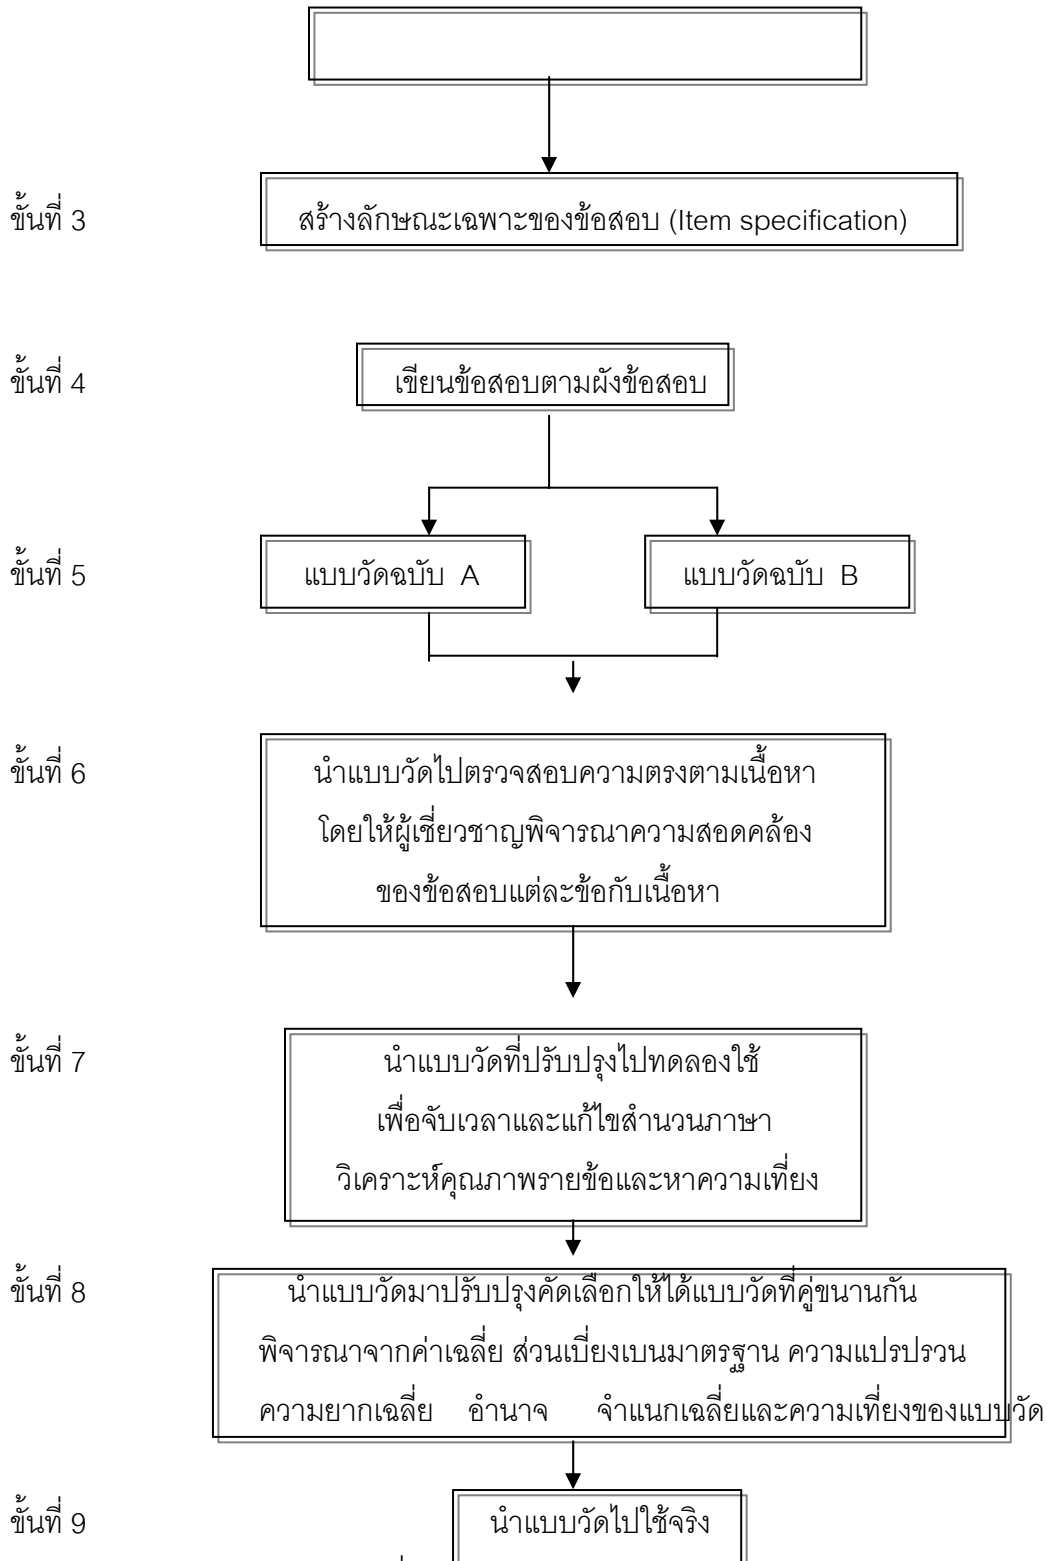 ขั้นที่ 3 สร้างลักษณะเฉพาะของข้อสอบ (Item specification)
ขั้นที่ 4 เขียนข้อสอบตามผังข้อสอบ
ขั้นที่ 5 แบบวัดฉบับ A แบบวัดฉบับ B
ขั้นที่ 6 นำแบบวัดไปตรวจสอบความตรงตามเนื้อหา
โดยให้ผู้เชี่ยวชาญพิจารณาความสอดคล้อง
ของข้อสอบแต่ละข้อกับเนื้อหา
ขั้นที่ 7 นำแบบวัดที่ปรับปรุงไปทดลองใช้
เพื่อจับเวลาและแก้ไขสำนวนภาษา
วิเคราะห์คุณภาพรายข้อและหาความเที่ยง
ขั้นที่ 8 นำแบบวัดมาปรับปรุงคัดเลือกให้ได้แบบวัดที่คู่ขนานกัน
พิจารณาจากค่าเฉลี่ย ส่วนเบี่ยงเบนมาตรฐาน ความแปรปรวน
ความยากเฉลี่ย อำนาจ จำแนกเฉลี่ยและความเที่ยงของแบบวัด
ขั้นที่ 9 นำแบบวัดไปใช้จริง